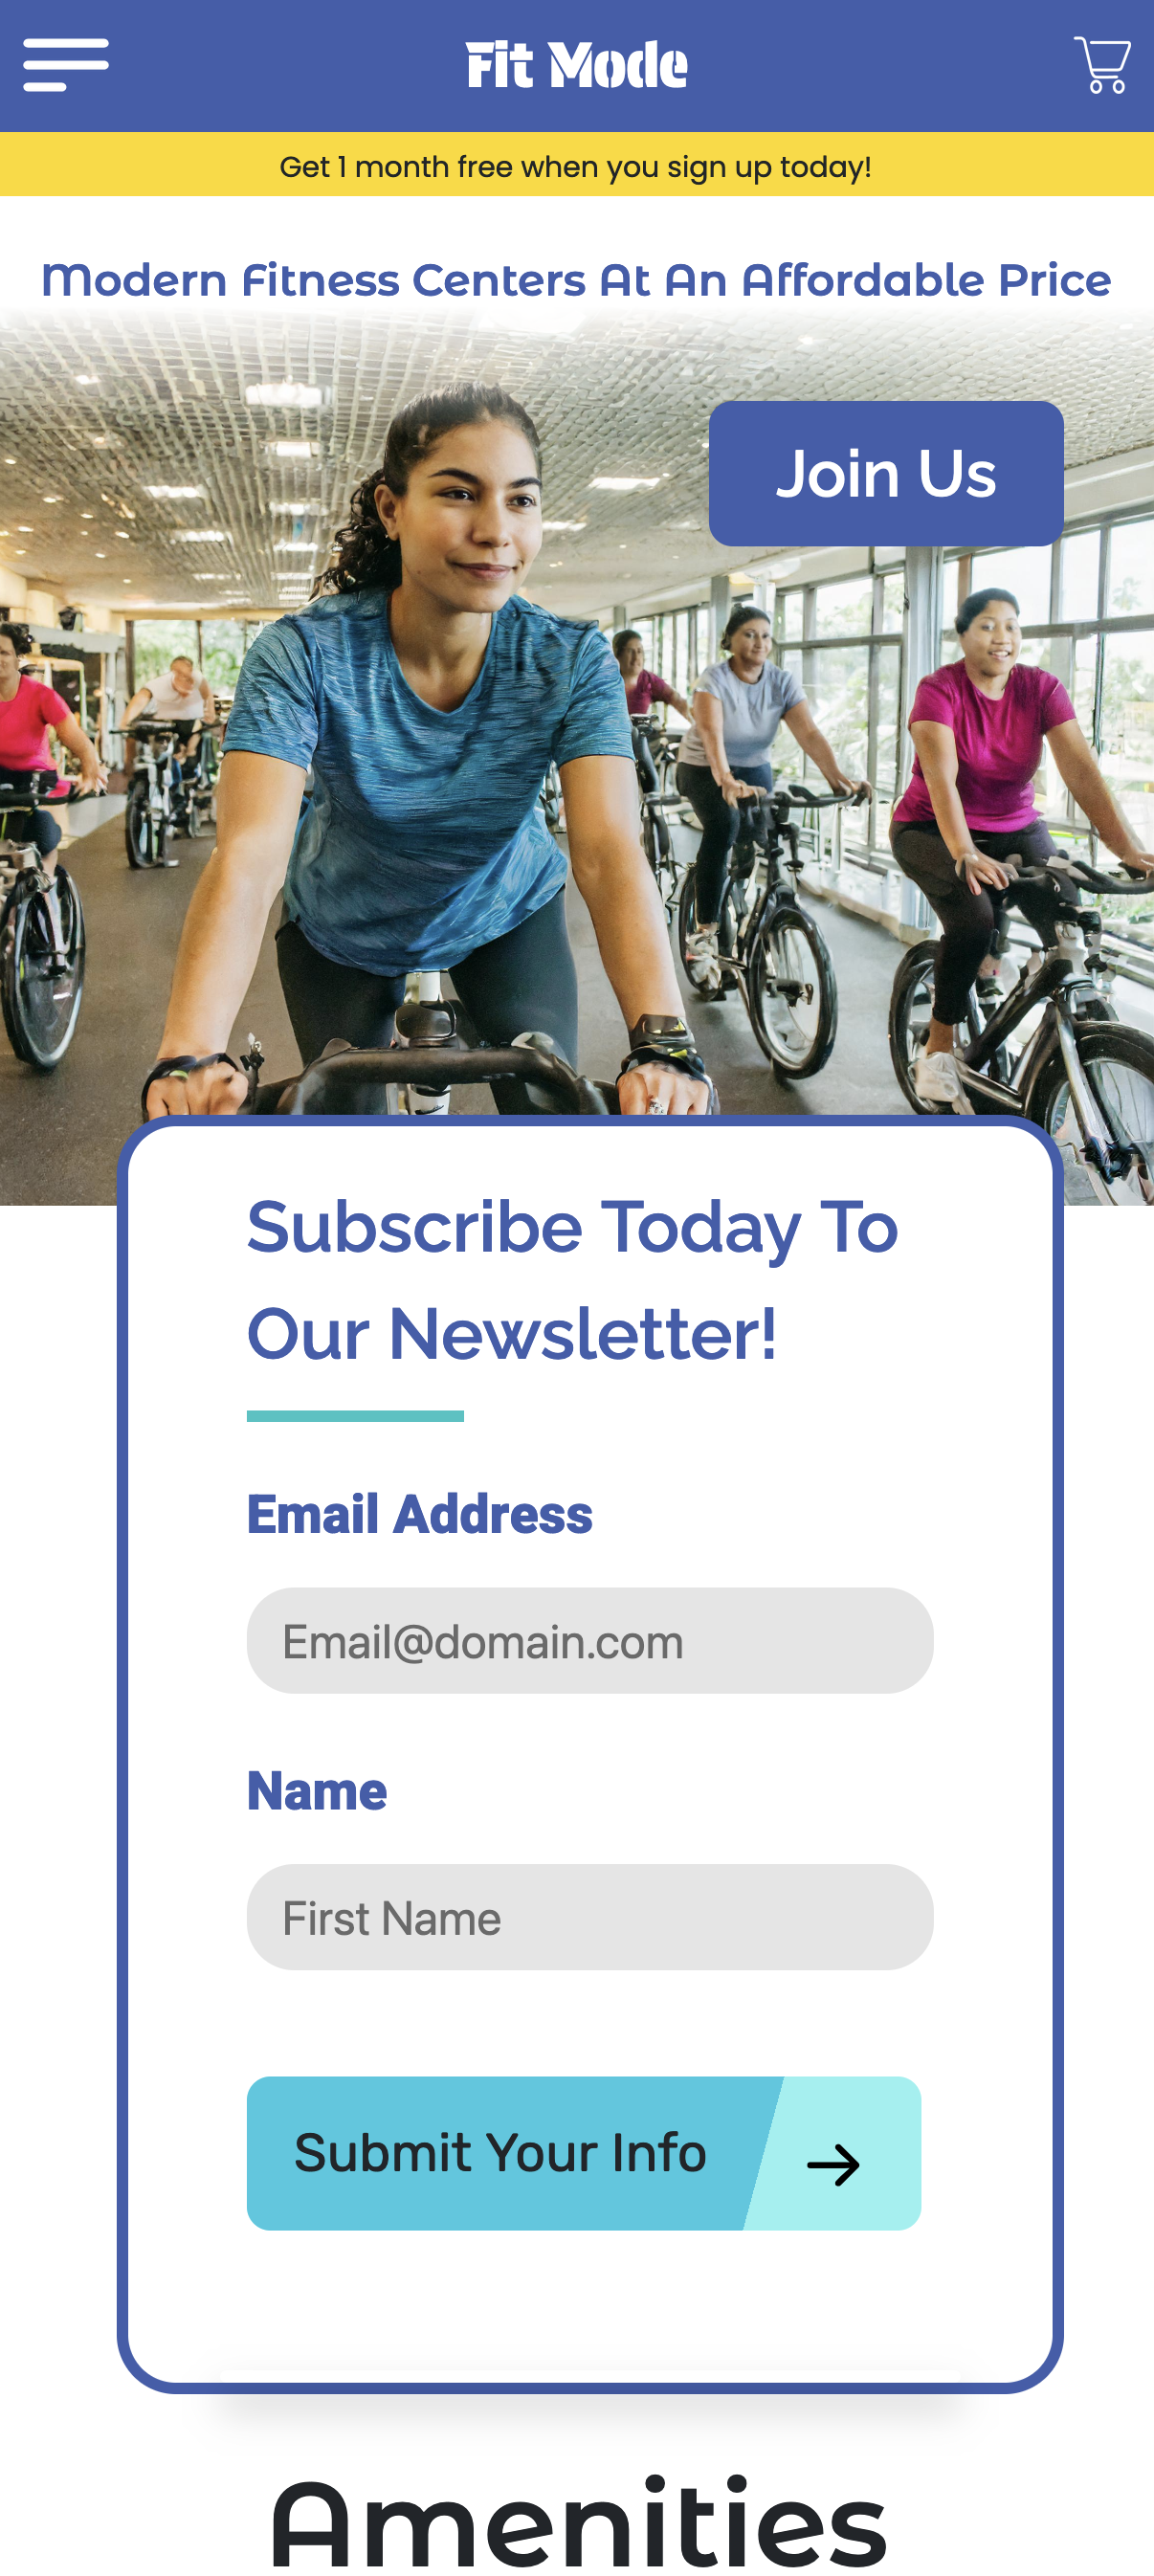 Fit Mode
Get 1 month free when you sign up today!
Modern Fitness Centers At An Affordable Price
Join Us
Subscribe Today To
Our Newsletter!
Email Address
Email@domain.com
Name
First Name
Submit Your Info
Amenities